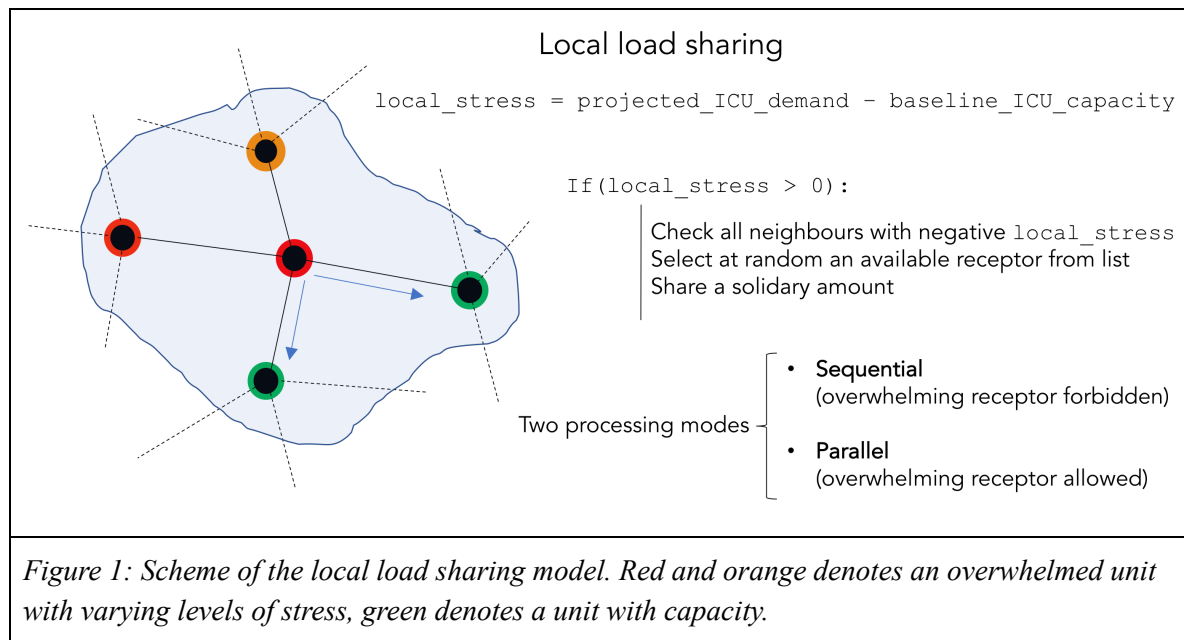 Local load sharing
local_stress = projected_ICU_demand – baseline_ICU_capacity
If(local_stress > 0):
Check all neighbours with negative local_stress
Select at random an available receptor from list
Share a solidary amount
Two processing modes
• Sequential
(overwhelming receptor forbidden)
• Parallel
(overwhelming receptor allowed)
Figure 1: Scheme of the local load sharing model. Red and orange denotes an overwhelmed unit
with varying levels of stress, green denotes a unit with capacity.